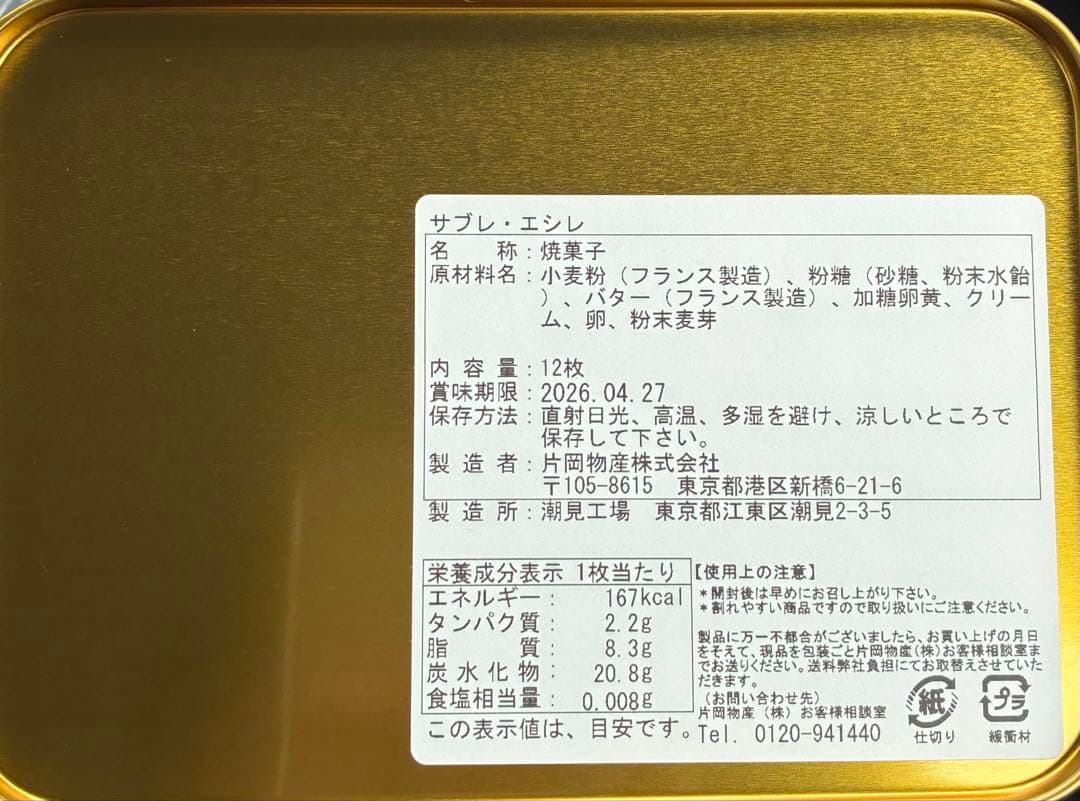 サブレ・エシレ
名　　称：焼菓子
原材料名：小麦粉（フランス製造）、粉糖（砂糖、粉末水飴
）、バター（フランス製造）、加糖卵黄、クリー
ム、卵、粉末麦芽
内 容 量：12枚
賞味期限：2026.04.27
保存方法：直射日光、高温、多湿を避け、涼しいところで
保存して下さい。
製 造 者：片岡物産株式会社
〒105-8615　東京都港区新橋6-21-6
製 造 所：潮見工場　東京都江東区潮見2-3-5
栄養成分表示 1枚当たり
エネルギー： 167kcal
タンパク質： 2.2g
脂　　質： 8.3g
炭水化物： 20.8g
食塩相当量： 0.008g
この表示値は、目安です。
【使用上の注意】
＊開封後は早めにお召し上がり下さい。
＊割れやすい商品ですので取り扱いにご注意ください。
製品に万一不都合がございましたら、お買い上げの月日
をそえて、現品を包装ごと片岡物産(株)お客様相談室ま
でお送りください。送料弊社負担にてお取替えさせていた
だきます。
（お問い合わせ先）
片岡物産（株）お客様相談室
Tel. 0120-941440
紙
仕切り
プラ
緩衝材